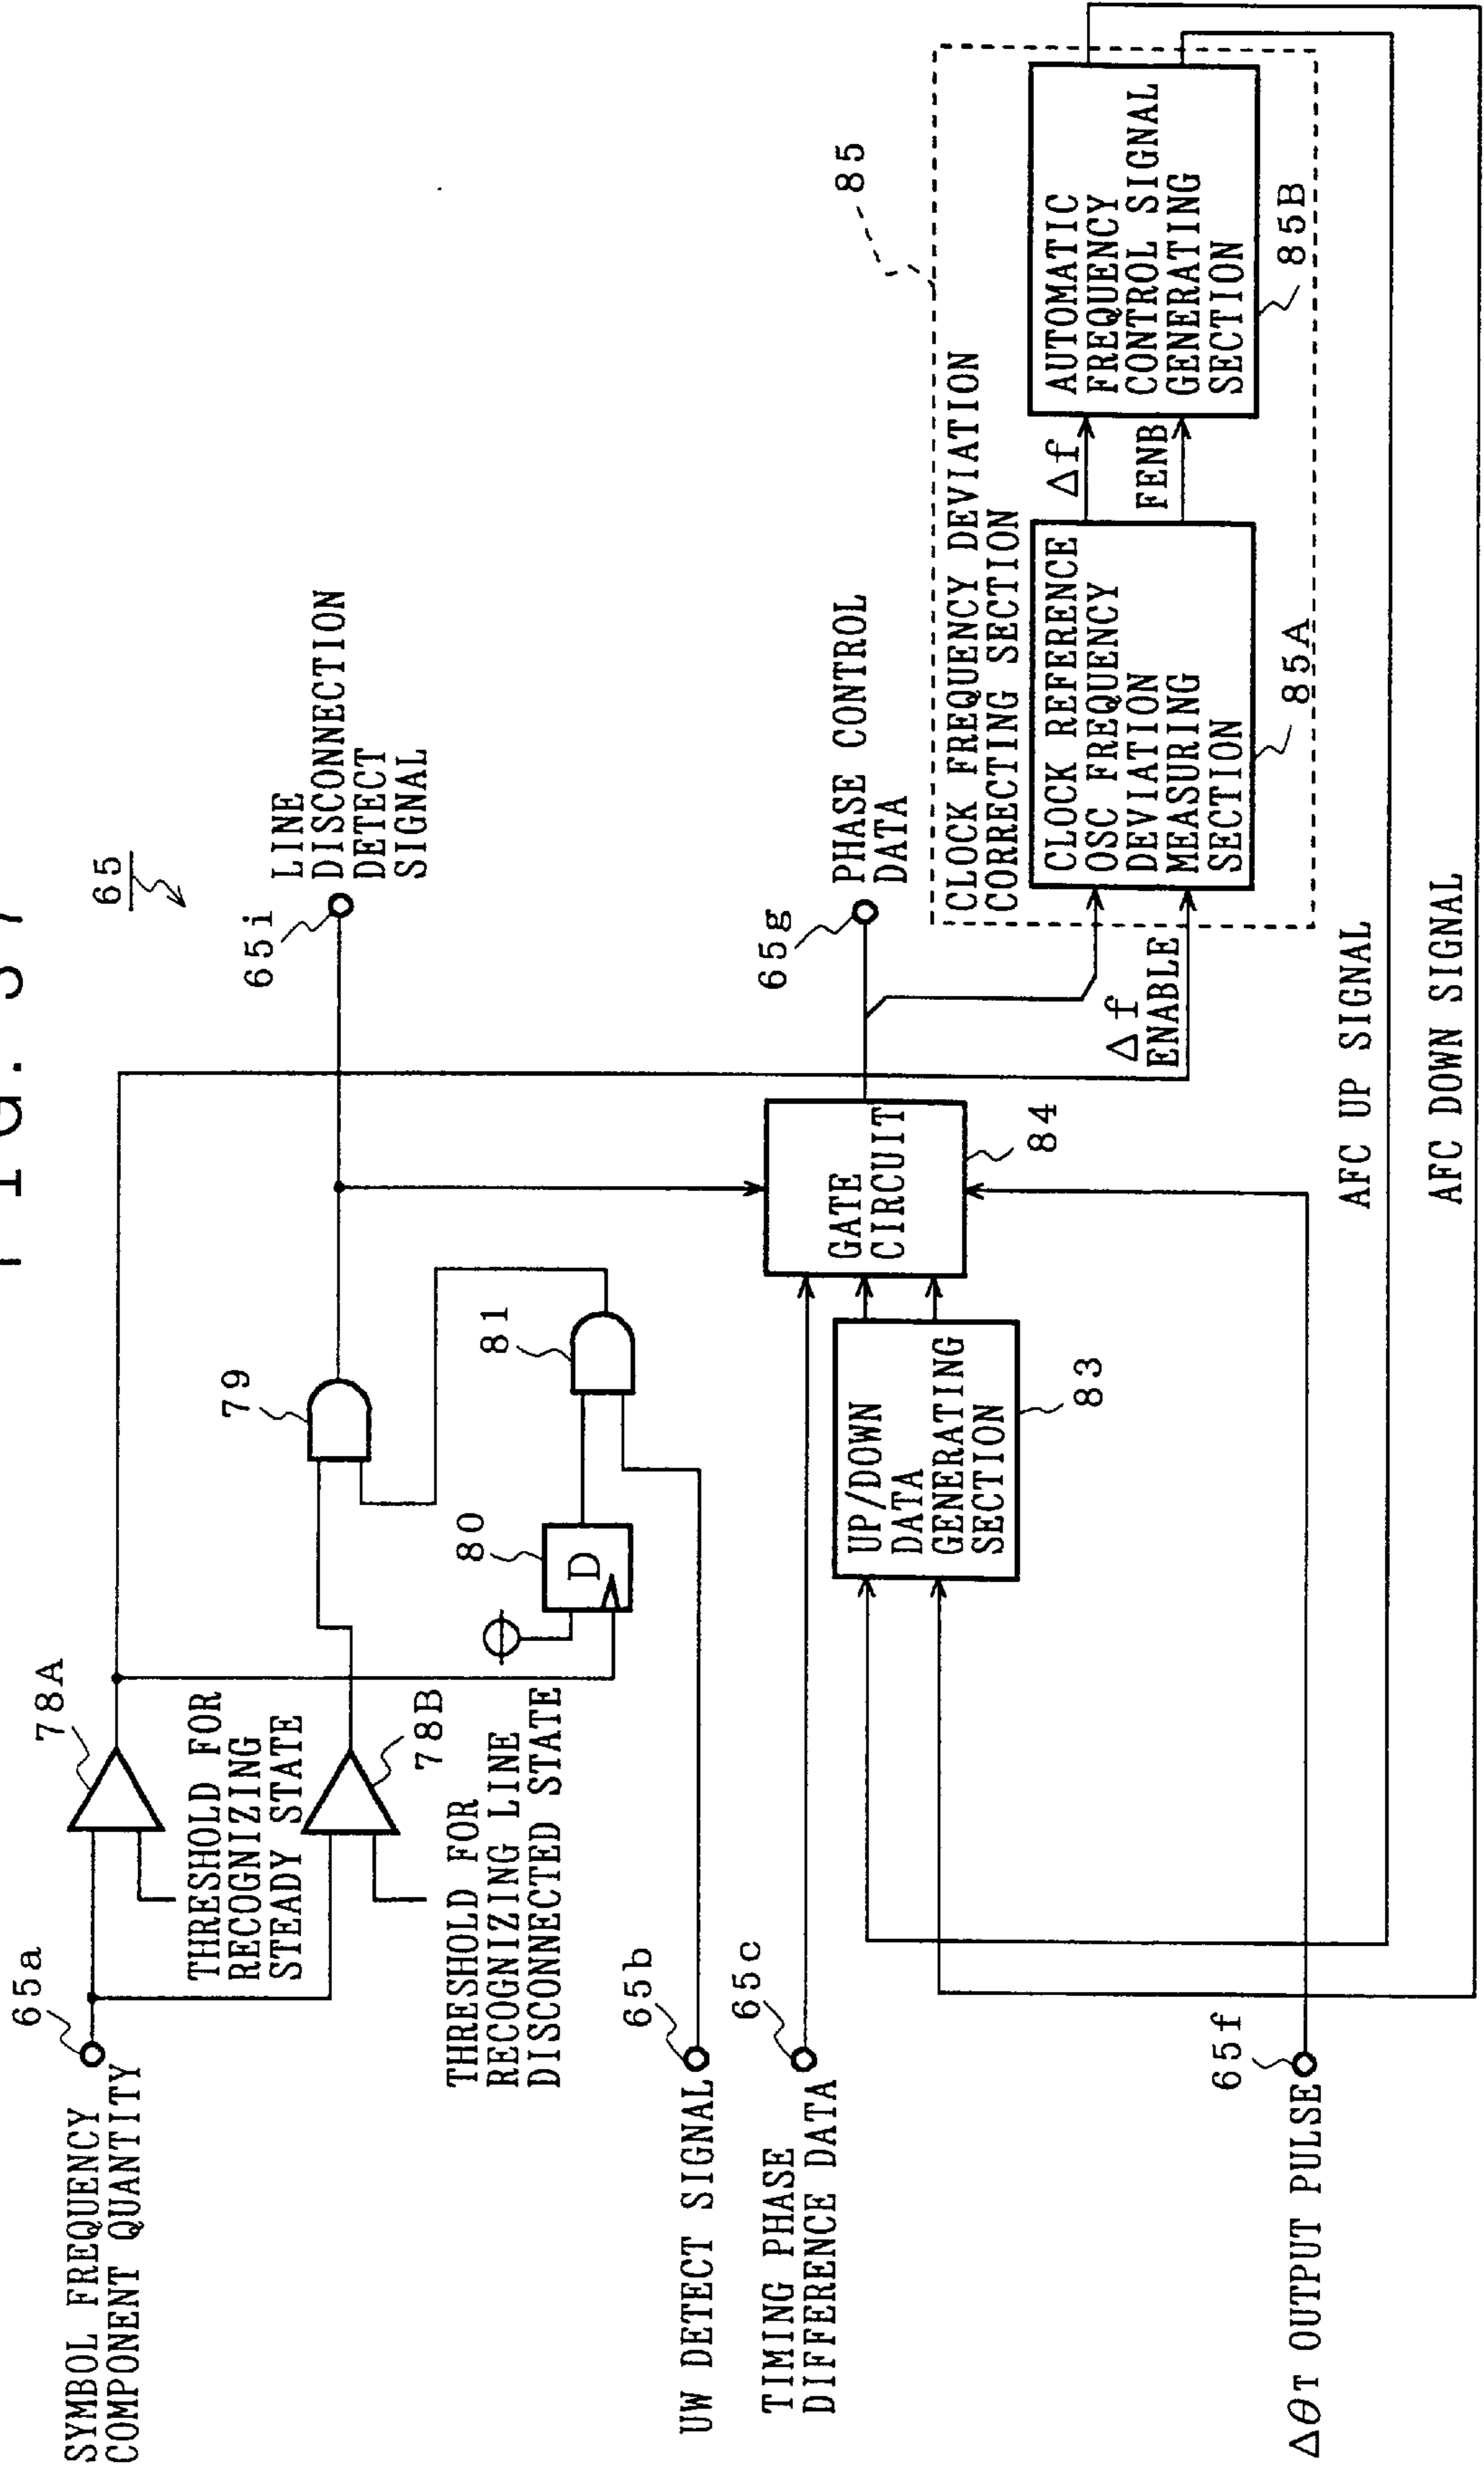 65
65a
SYMBOL FREQUENCY
COMPONENT QUANTITY
78A
THRESHOLD FOR
RECOGNIZING
STEADY STATE
78B
THRESHOLD FOR
RECOGNIZING LINE
DISCONNECTED STATE
79
80
D
81
65i
LINE
DISCONNECTION
DETECT
SIGNAL
65b
UW DETECT SIGNAL
65c
TIMING PHASE
DIFFERENCE DATA
UP/DOWN
DATA
GENERATING
SECTION
83
GATE
CIRCUIT
84
65g
PHASE CONTROL
DATA
Δf
ENABLE
85
CLOCK FREQUENCY DEVIATION
CORRECTING SECTION
CLOCK REFERENCE
OSC FREQUENCY
DEVIATION
MEASURING
SECTION
85A
Δf
FENB
AUTOMATIC
FREQUENCY
CONTROL SIGNAL
GENERATING
SECTION
85B
65f
ΔθT OUTPUT PULSE
AFC UP SIGNAL
AFC DOWN SIGNAL